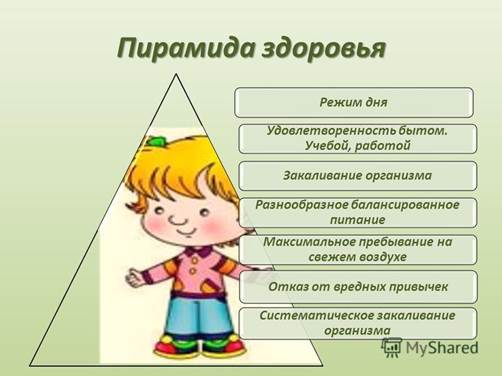 Пирамида здоровья
Режим дня
Удовлетворенность бытом.
Учебой, работой
Закаливание организма
Разнообразное балансированное
питание
Максимальное пребывание на
свежем воздухе
Отказ от вредных привычек
Систематическое закаливание
организма
MyShared